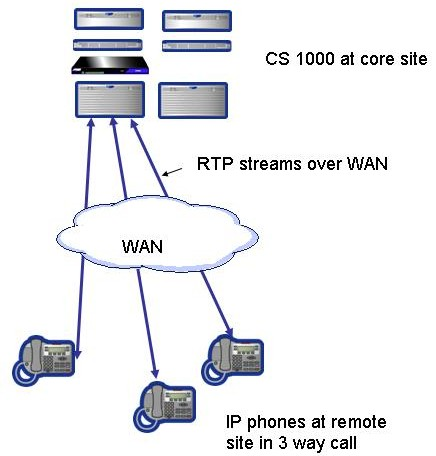 CS 1000 at core site
RTP streams over WAN
WAN
IP phones at remote
site in 3 way call